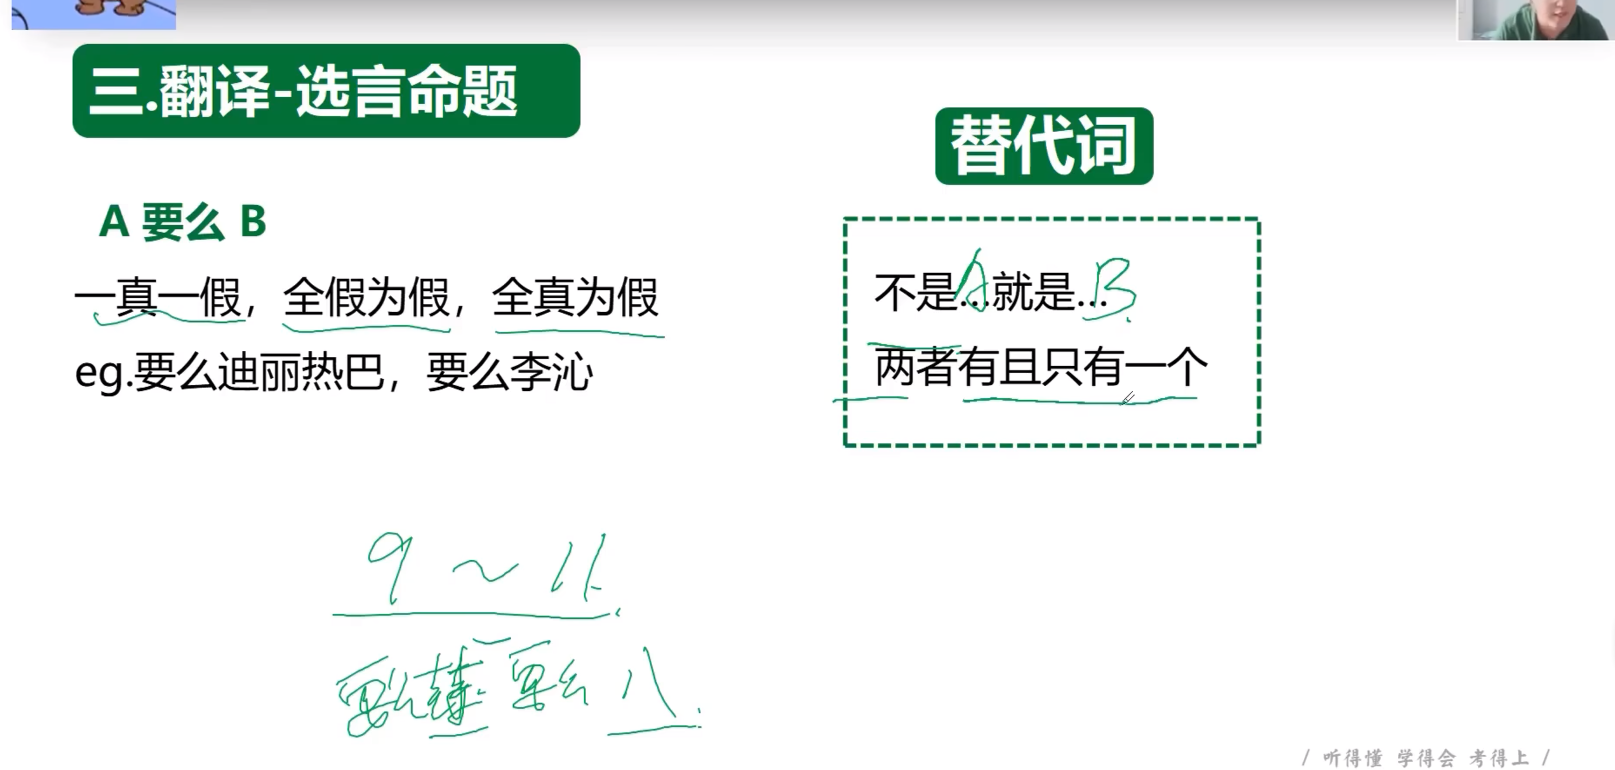 三.翻译-选言命题
替代词
A 要么 B
一真一假，全假为假，全真为假
eg.要么迪丽热巴，要么李沁
不是...A就是...B
两者有且只有一个
9 ~ 11
要么 要么 八
/ 听得懂 学得会 考得上 /